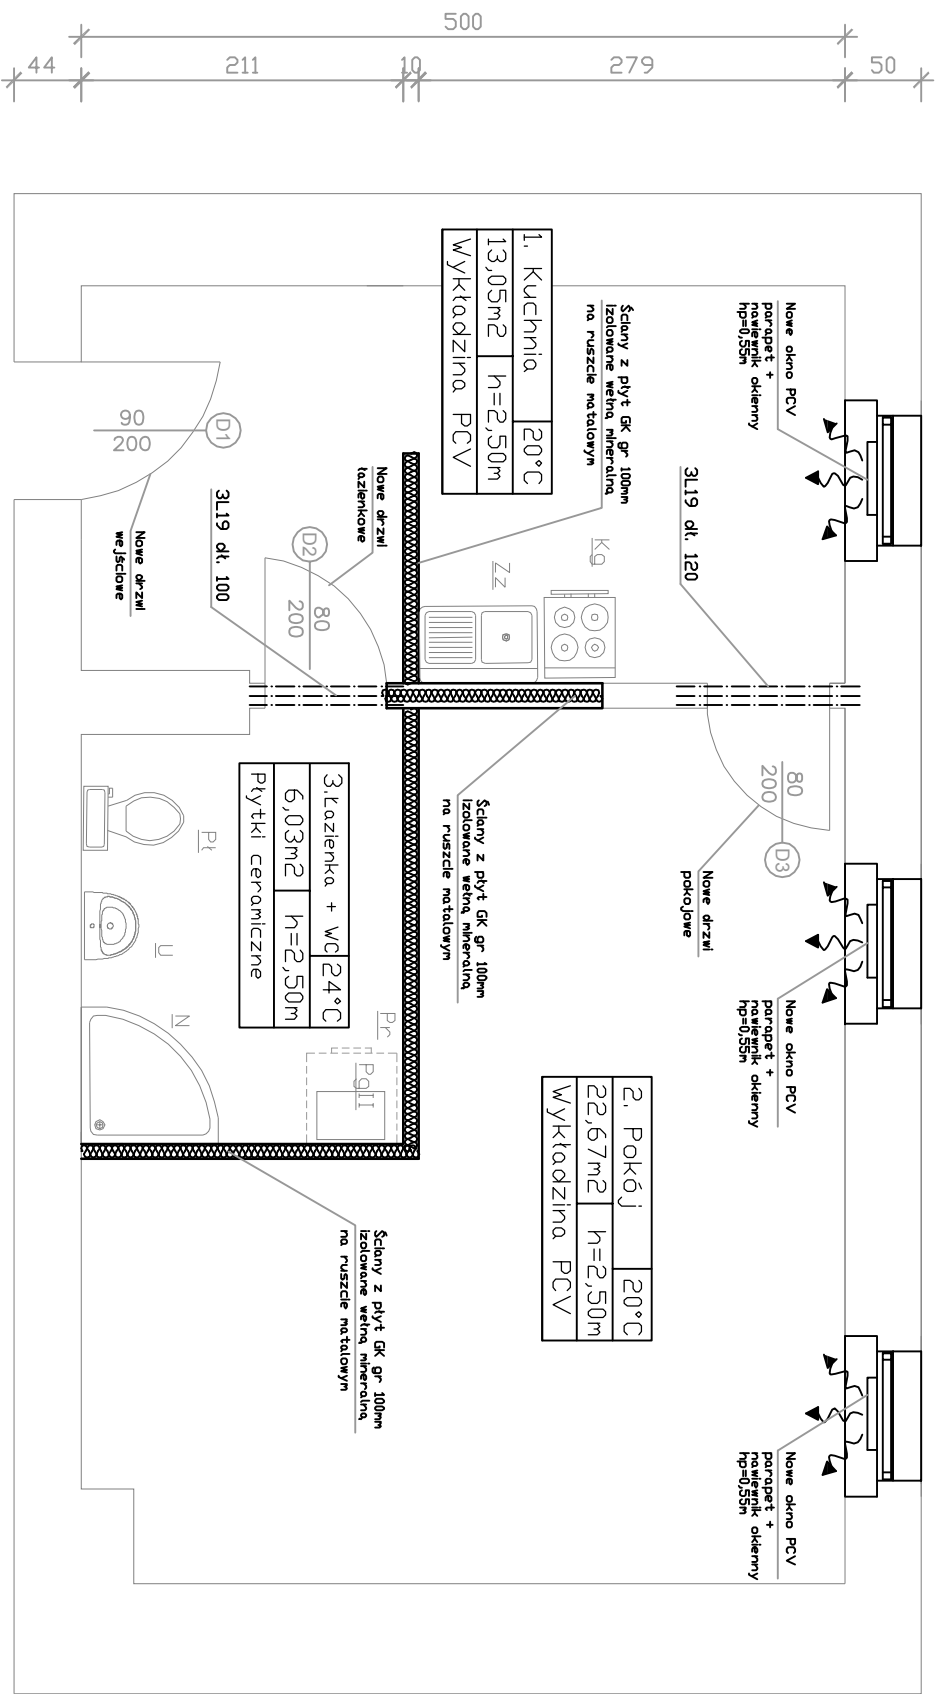 500
44
211
10
279
50
Nowe okno PCV
parapet +
nawiewnik okienny
hp=0,55m
Ściany z płyt GK gr 100mm
izolowane wełną mineralną
na ruszcie matalowym
1. Kuchnia 20°C
13,05m2 h=2,50m
Wykładzina PCV
D1
90
200
Nowe drzwi
wejściowe
Nowe drzwi
łazienkowe
3L19 dł. 100
D2
80
200
Kg
Zz
3L19 dł. 120
80
200
D3
Nowe drzwi
pokojowe
Ściany z płyt GK gr 100mm
izolowane wełną mineralną
na ruszcie matalowym
3.Łazienka + WC 24°C
6,03m2 h=2,50m
Płytki ceramiczne
Pł
U
N
Pr
PgII
Nowe okno PCV
parapet +
nawiewnik okienny
hp=0,55m
2. Pokój 20°C
22,67m2 h=2,50m
Wykładzina PCV
Ściany z płyt GK gr 100mm
izolowane wełną mineralną
na ruszcie matalowym
Nowe okno PCV
parapet +
nawiewnik okienny
hp=0,55m